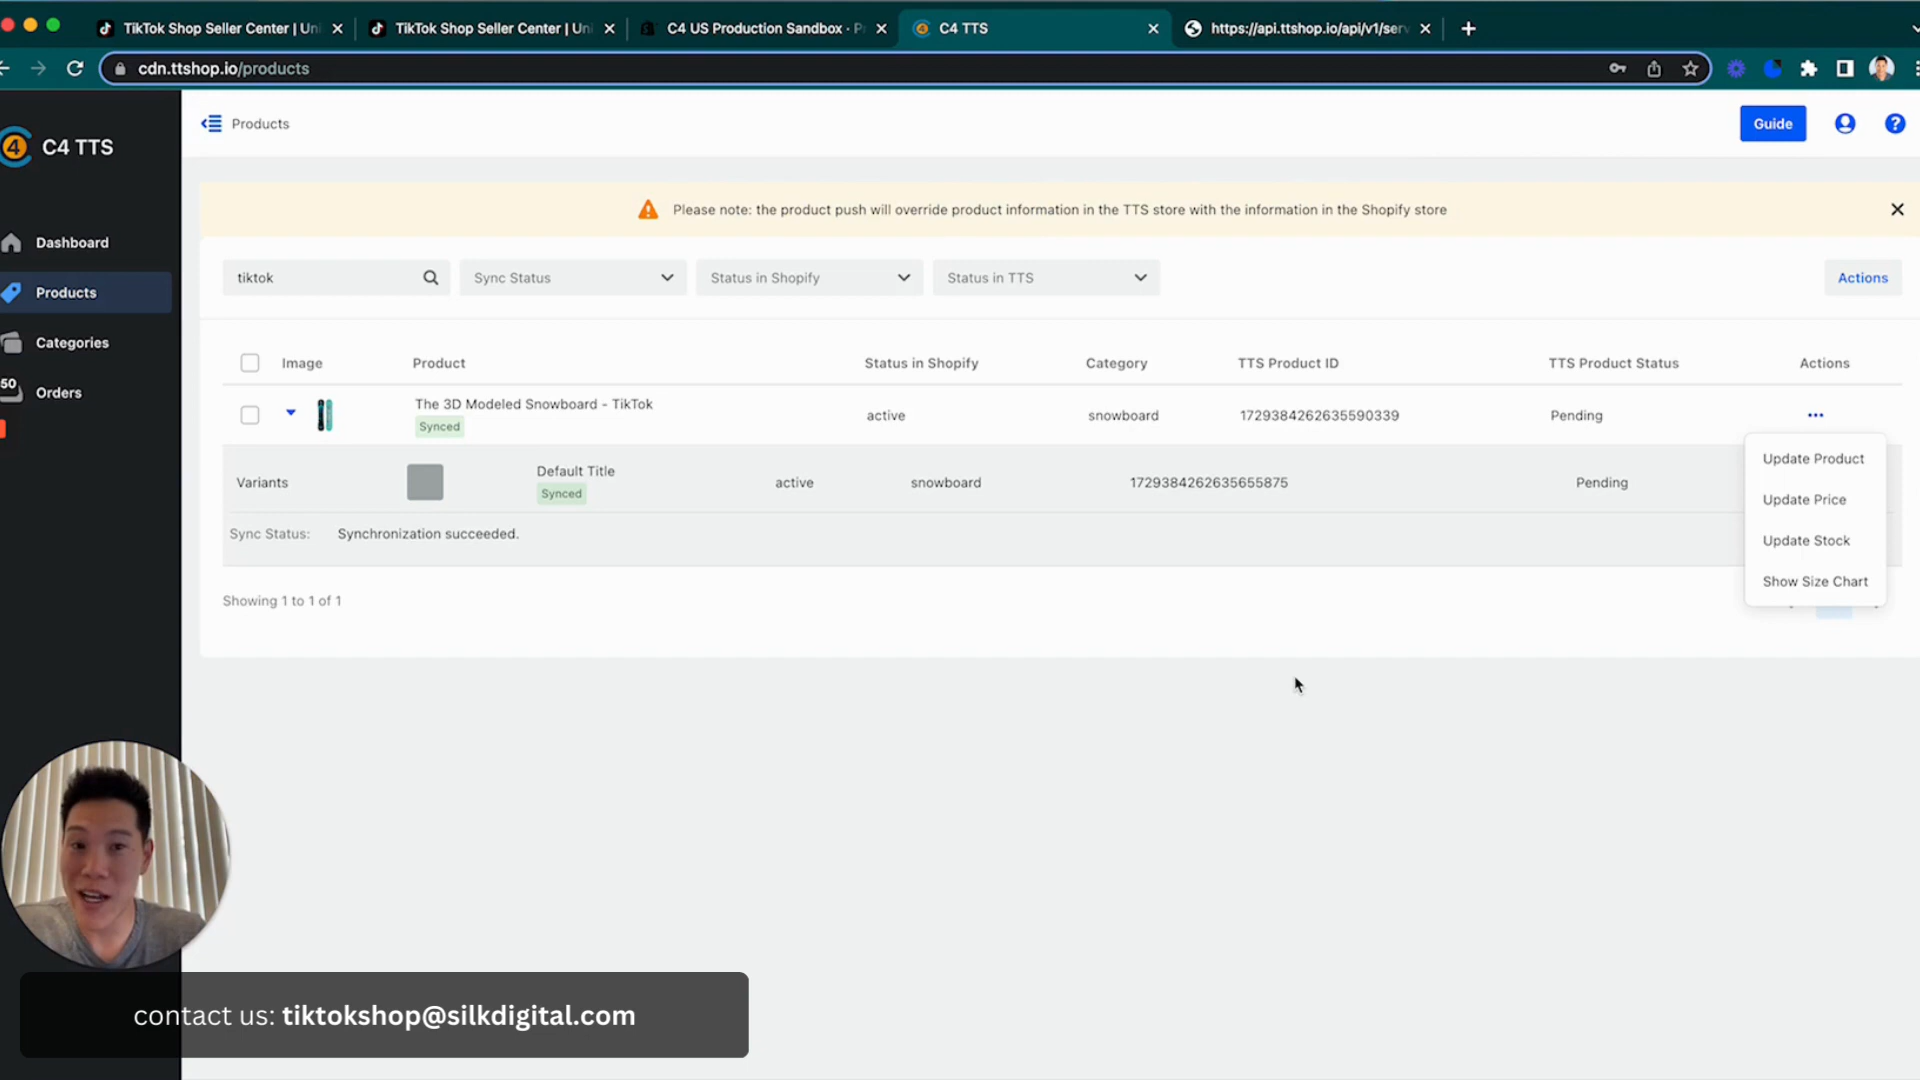 TikTok Shop Seller Center | Un
TikTok Shop Seller Center | Un
C4 US Production Sandbox · P
C4 TTS
https://api.ttshop.io/api/v1/serv
cdn.ttshop.io/products
4 C4 TTS
Products
Guide
?
Please note: the product push will override product information in the TTS store with the information in the Shopify store
Dashboard
Products
Categories
50
Orders
tiktok
Sync Status
Status in Shopify
Status in TTS
Actions
Image
Product
Status in Shopify
Category
TTS Product ID
TTS Product Status
Actions
The 3D Modeled Snowboard - TikTok
Synced
active
snowboard
1729384262635590339
Pending
Variants
Default Title
Synced
active
snowboard
1729384262635655875
Pending
Sync Status:
Synchronization succeeded.
Update Product
Update Price
Update Stock
Show Size Chart
Showing 1 to 1 of 1
contact us: tiktokshop@silkdigital.com